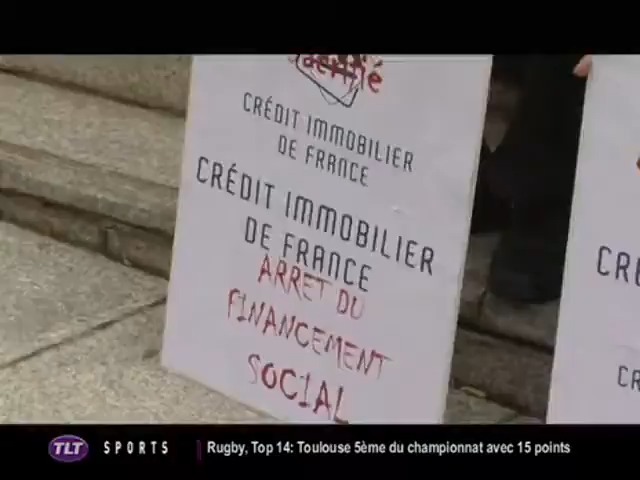 CRÉDIT IMMOBILIER
DE FRANCE
CRÉDIT IMMOBILIER
DE FRANCE
ARRET DU
FINANCEMENT
SOCIAL
CRÉ
CR
TLT SPORTS Rugby, Top 14: Toulouse 5ème du championnat avec 15 points